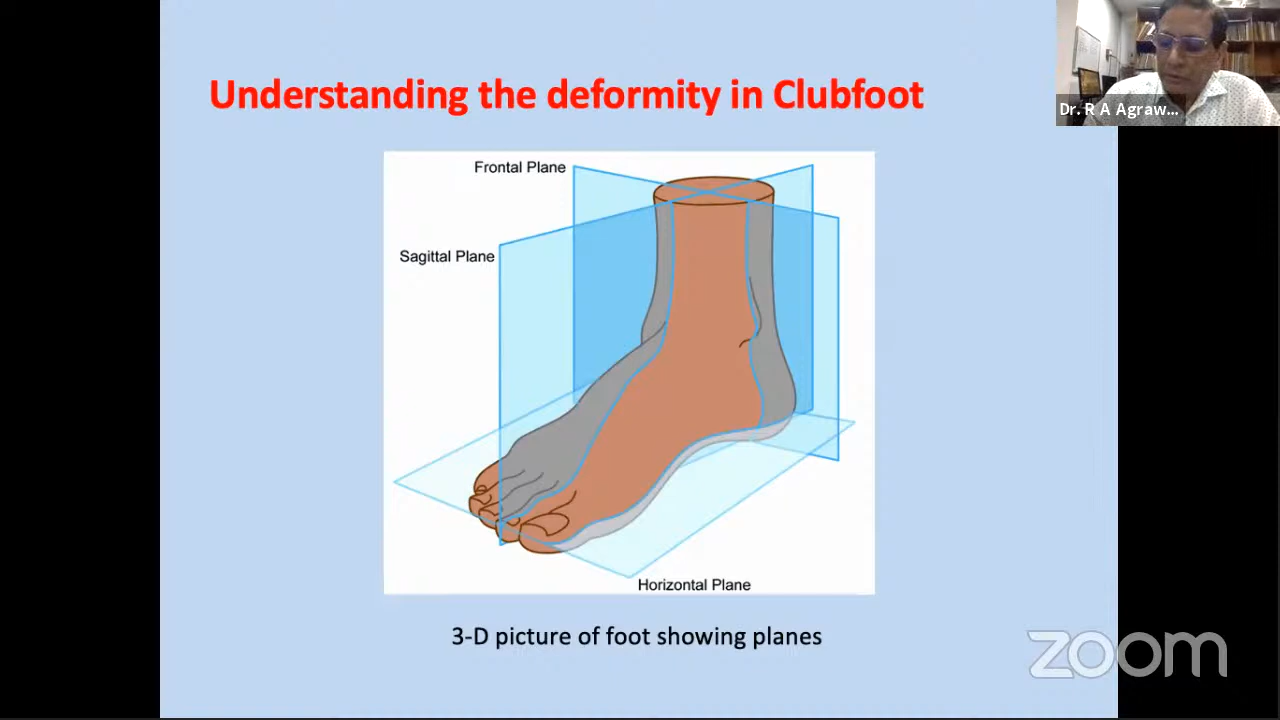 Understanding the deformity in Clubfoot
Dr. R A Agraw...
Frontal Plane
Sagittal Plane
Horizontal Plane
3-D picture of foot showing planes
zoom